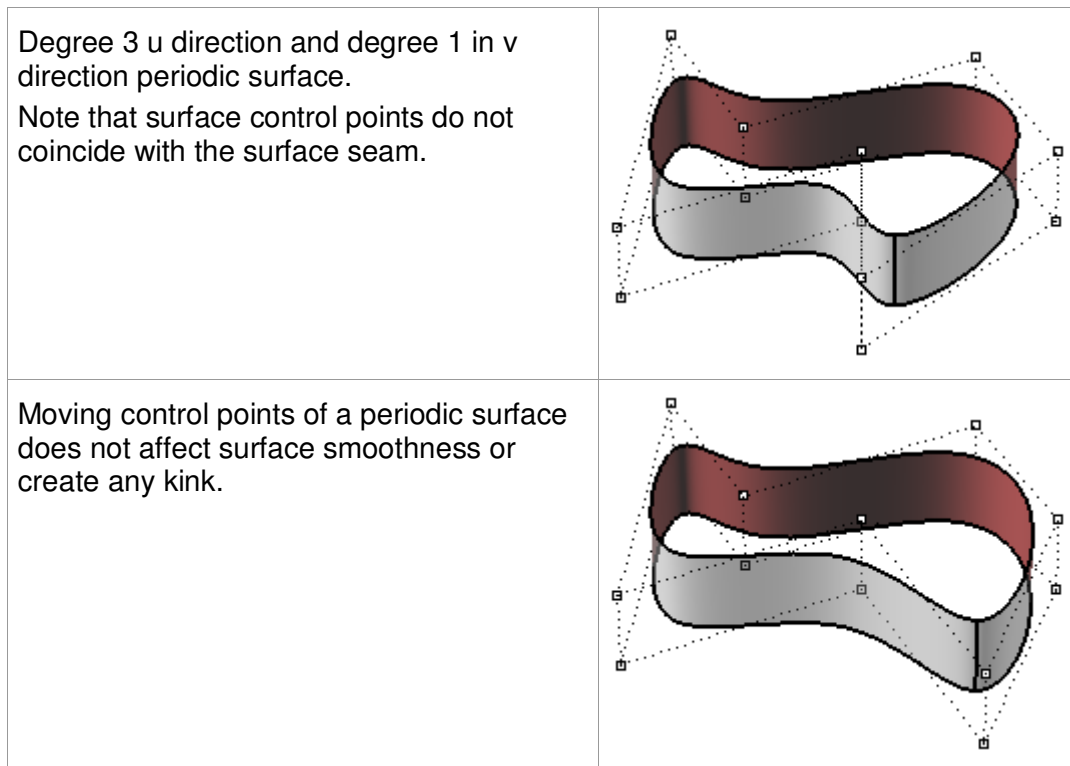 Degree 3 u direction and degree 1 in v
direction periodic surface.
Note that surface control points do not
coincide with the surface seam.
Moving control points of a periodic surface
does not affect surface smoothness or
create any kink.